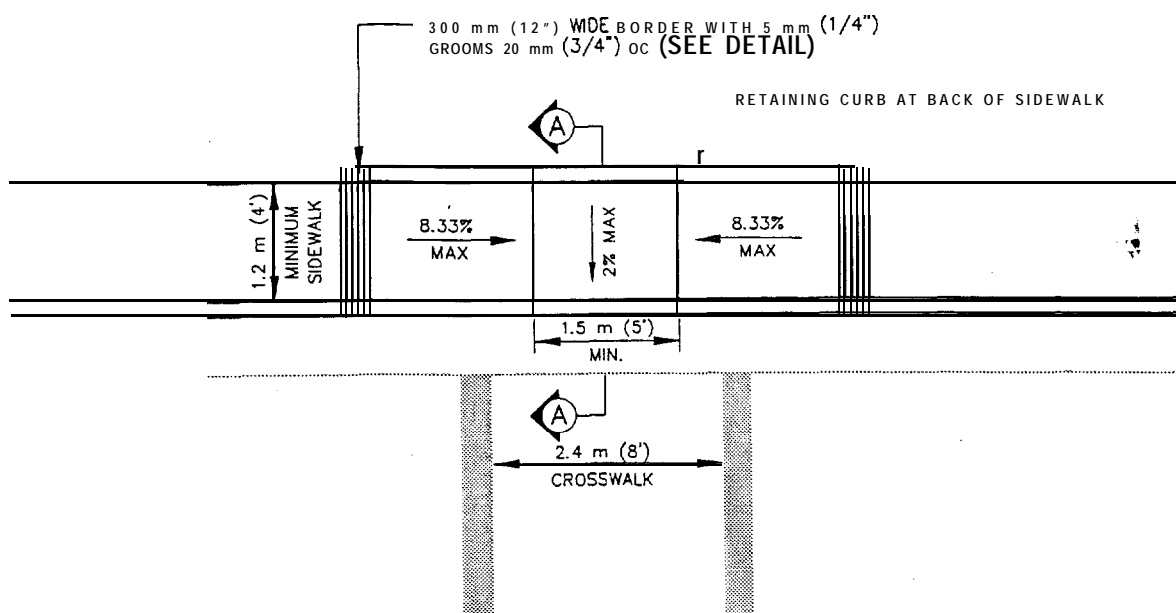 300 mm (12") WIDE BORDER WITH 5 mm (1/4")
GROOMS 20 mm (3/4") OC (SEE DETAIL)
RETAINING CURB AT BACK OF SIDEWALK
A
r
1.2 m (4')
MINIMUM
SIDEWALK
8.33%
MAX
2% MAX
8.33%
MAX
1.5 m (5')
MIN.
A
2.4 m (8')
CROSSWALK